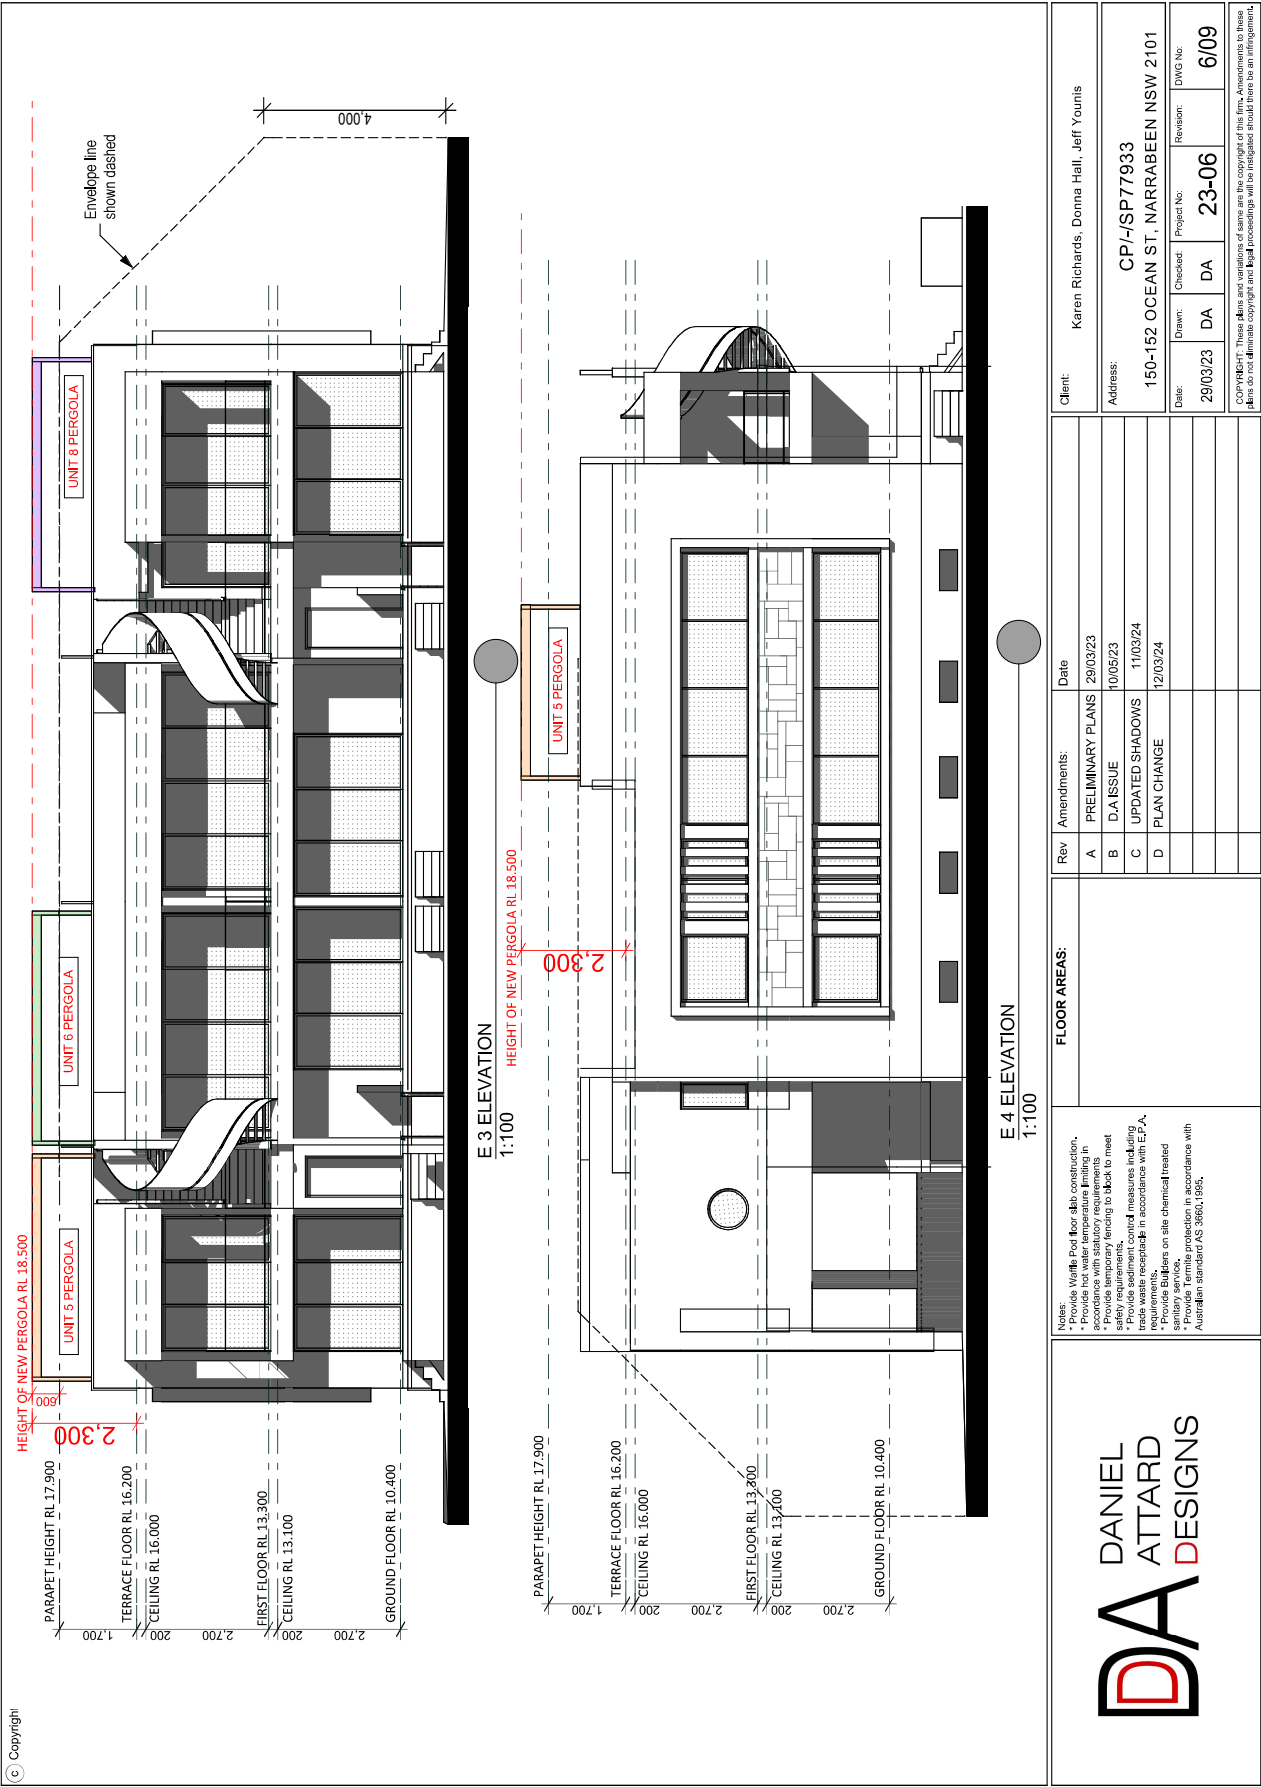 c Copyright
HEIGHT OF NEW PERGOLA RL 18.500
UNIT 5 PERGOLA
UNIT 6 PERGOLA
UNIT 8 PERGOLA
Envelope line
shown dashed
4,000
600
2,300
PARAPET HEIGHT RL 17.900
TERRACE FLOOR RL 16.200
CEILING RL 16.000
FIRST FLOOR RL 13.300
CEILING RL 13.100
GROUND FLOOR RL 10.400
1,700
200
2,700
200
2,700
E 3 ELEVATION
1:100
HEIGHT OF NEW PERGOLA RL 18.500
2,300
UNIT 5 PERGOLA
PARAPET HEIGHT RL 17.900
TERRACE FLOOR RL 16.200
CEILING RL 16.000
FIRST FLOOR RL 13.300
CEILING RL 13.100
GROUND FLOOR RL 10.400
1,700
200
2,700
200
2,700
E 4 ELEVATION
1:100
DA
DANIEL
ATTARD
DESIGNS
Notes:
* Provide Waffle Pod floor slab construction.
* Provide hot water temperature limiting in
accordance with statutory requirements
* Provide temporary fencing to block to meet
safety requirements.
* Provide sediment control measures including
trade waste receptacle in accordance with E.P.A.
requirements.
* Provide Builders on site chemical treated
sanitary service.
* Provide Termite protection in accordance with
Australian standard AS 3660.1995.
FLOOR AREAS:
Rev Amendments: Date
A PRELIMINARY PLANS 29/03/23
B D.A ISSUE 10/05/23
C UPDATED SHADOWS 11/03/24
D PLAN CHANGE 12/03/24
Client:
Karen Richards, Donna Hall, Jeff Younis
Address:
CP/-/SP77933
150-152 OCEAN ST, NARRABEEN NSW 2101
Date: Drawn: Checked: Project No: Revision: DWG No:
29/03/23 DA DA 23-06 6/09
COPYRIGHT: These plans and variations of same are the copyright of this firm. Amendments to these
plans do not eliminate copyright and legal proceedings will be instigated should there be an infringement.